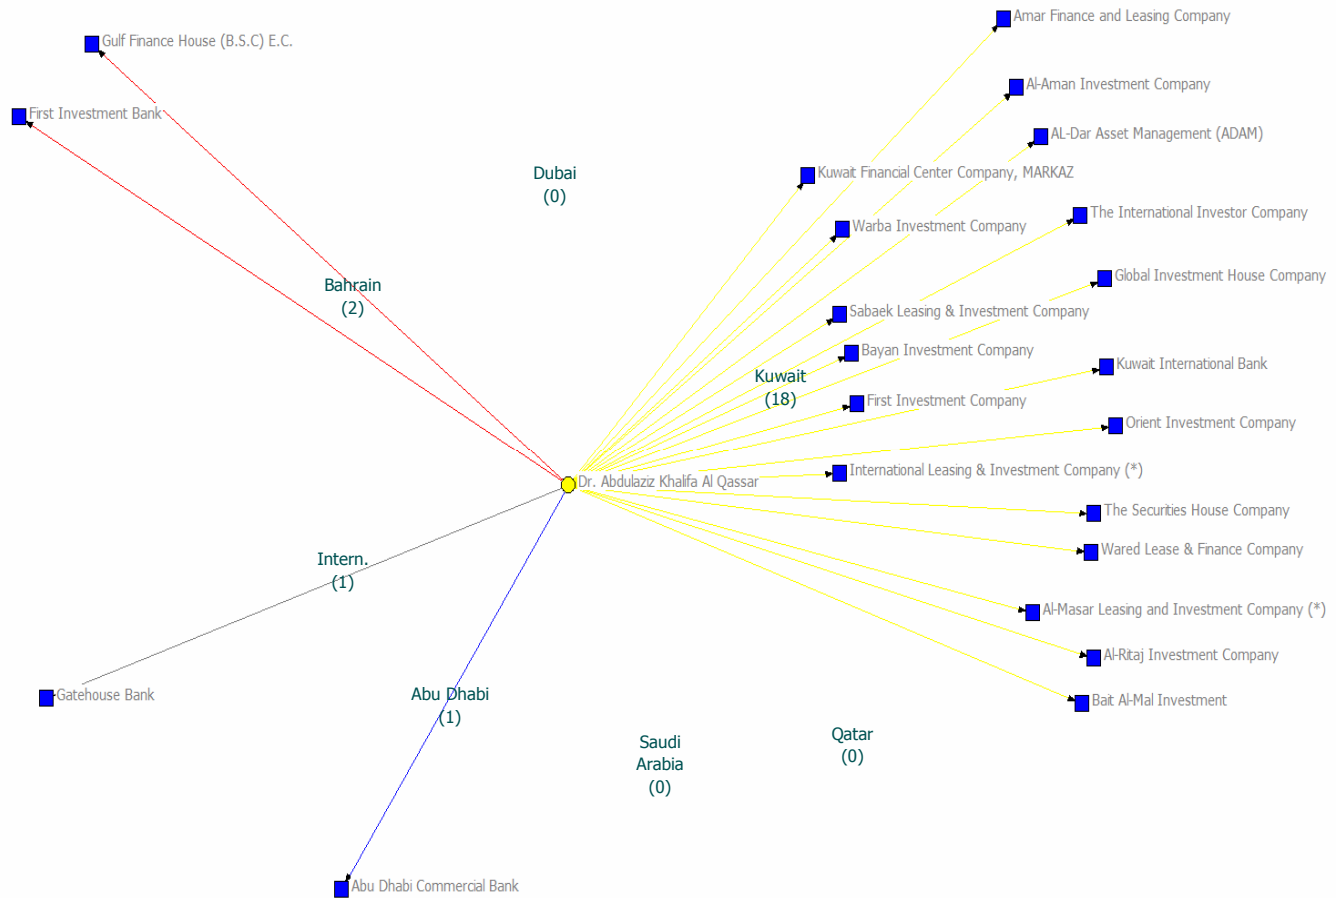 Amar Finance and Leasing Company
Gulf Finance House (B.S.C) E.C.
Al-Aman Investment Company
First Investment Bank
AL-Dar Asset Management (ADAM)
Dubai
(0)
Kuwait Financial Center Company, MARKAZ
The International Investor Company
Warba Investment Company
Global Investment House Company
Bahrain
(2)
Sabaek Leasing & Investment Company
Bayan Investment Company
Kuwait International Bank
Kuwait
(18)
First Investment Company
Orient Investment Company
International Leasing & Investment Company (*)
Dr. Abdulaziz Khalifa Al Qassar
The Securities House Company
Wared Lease & Finance Company
Intern.
(1)
Al-Masar Leasing and Investment Company (*)
Al-Ritaj Investment Company
Gatehouse Bank
Abu Dhabi
(1)
Bait Al-Mal Investment
Saudi
Arabia
(0)
Qatar
(0)
Abu Dhabi Commercial Bank